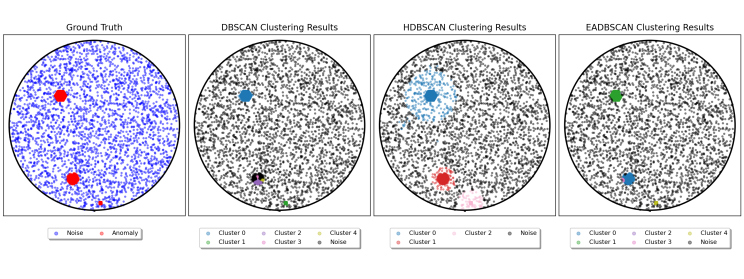 Ground Truth
DBSCAN Clustering Results
HDBSCAN Clustering Results
EADBSCAN Clustering Results
Noise Anomaly
Cluster 0 Cluster 2 Cluster 4
Cluster 1 Cluster 3 Noise
Cluster 0 Cluster 2 Noise
Cluster 1
Cluster 0 Cluster 2 Cluster 4
Cluster 1 Cluster 3 Noise